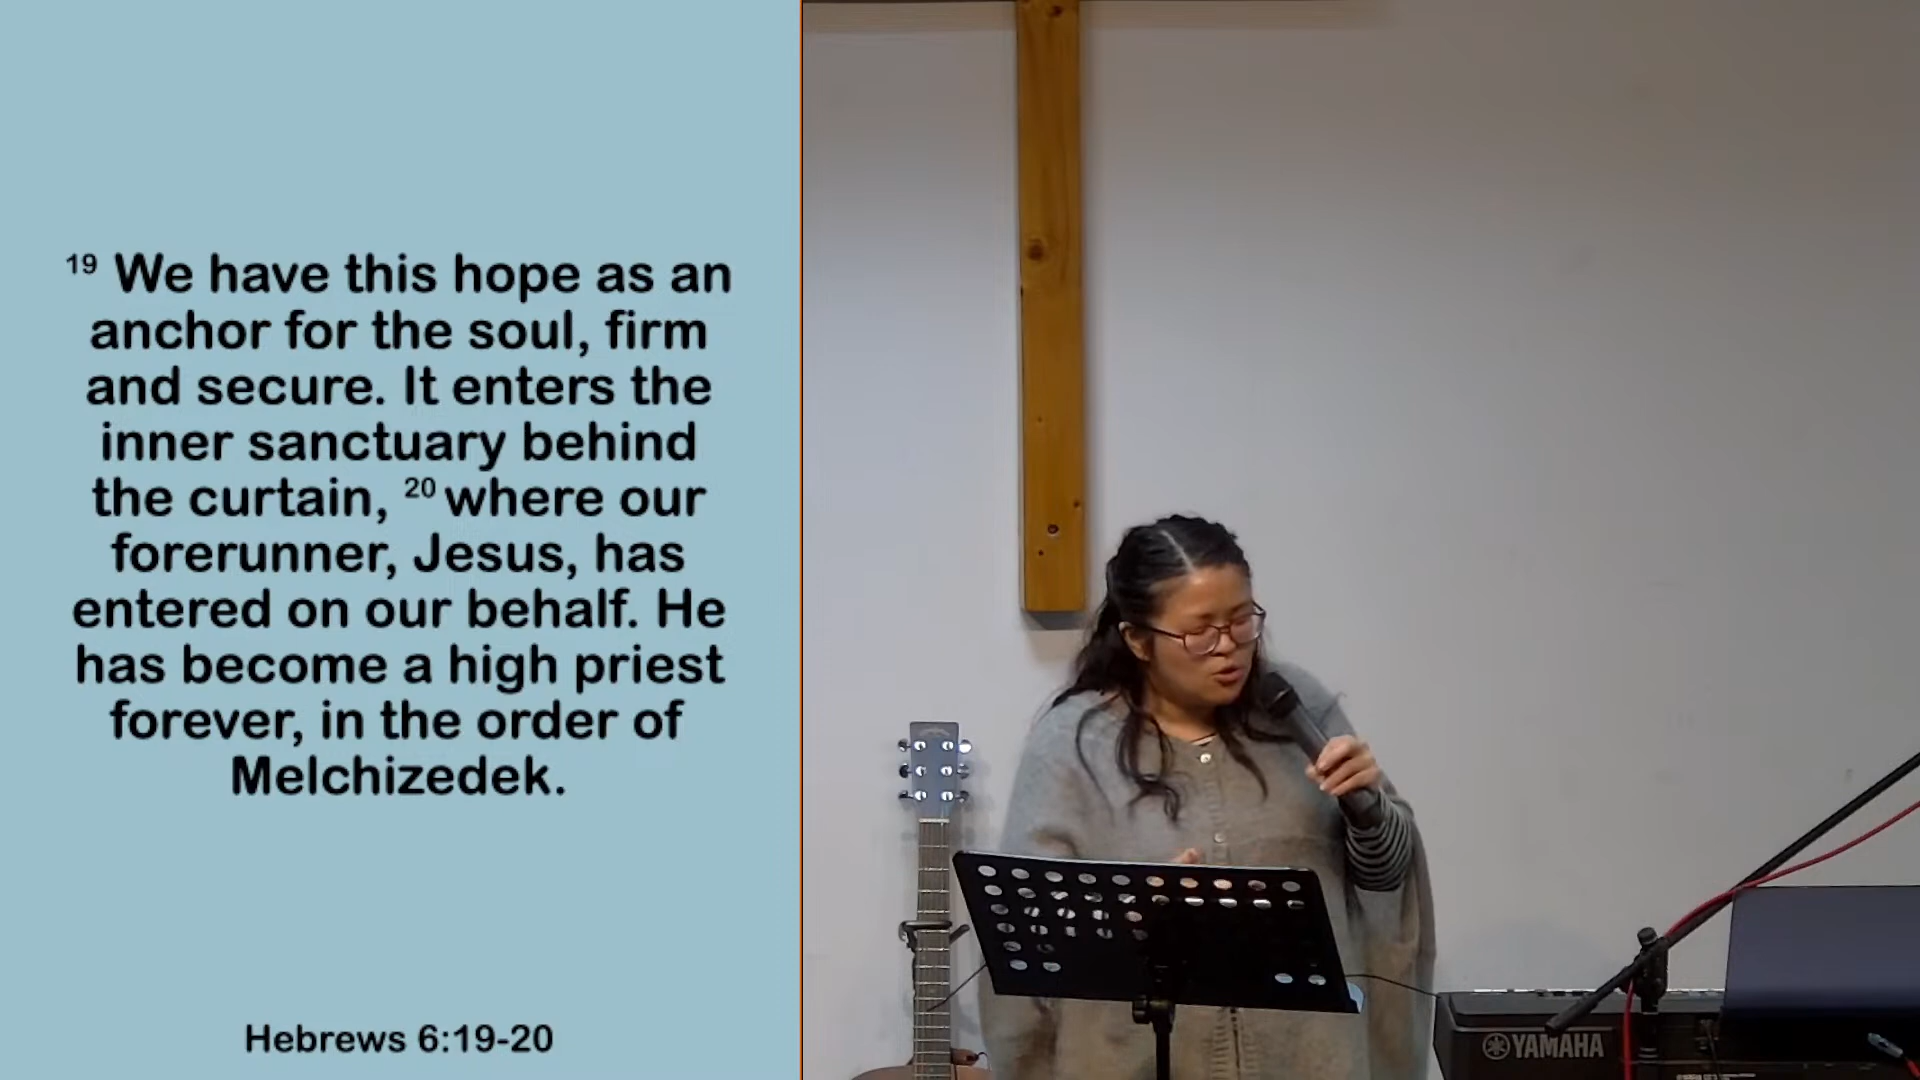 19 We have this hope as an
anchor for the soul, firm
and secure. It enters the
inner sanctuary behind
the curtain, 20 where our
forerunner, Jesus, has
entered on our behalf. He
has become a high priest
forever, in the order of
Melchizedek.
Hebrews 6:19-20
YAMAHA